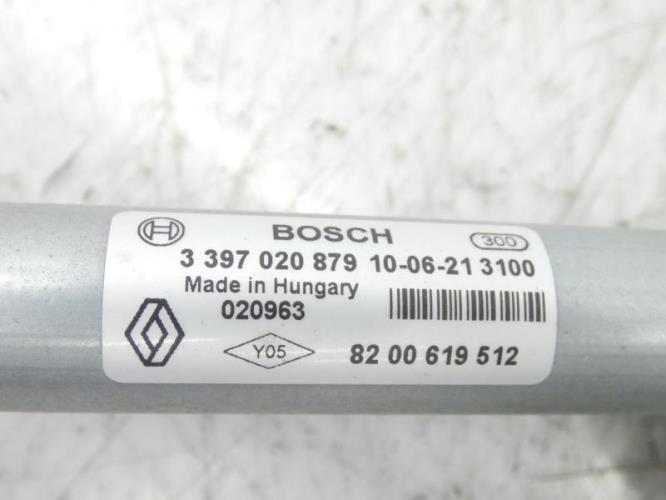 BOSCH 300
3 397 020 879 10-06-21 3100
Made in Hungary
020963
Y05 82 00 619 512